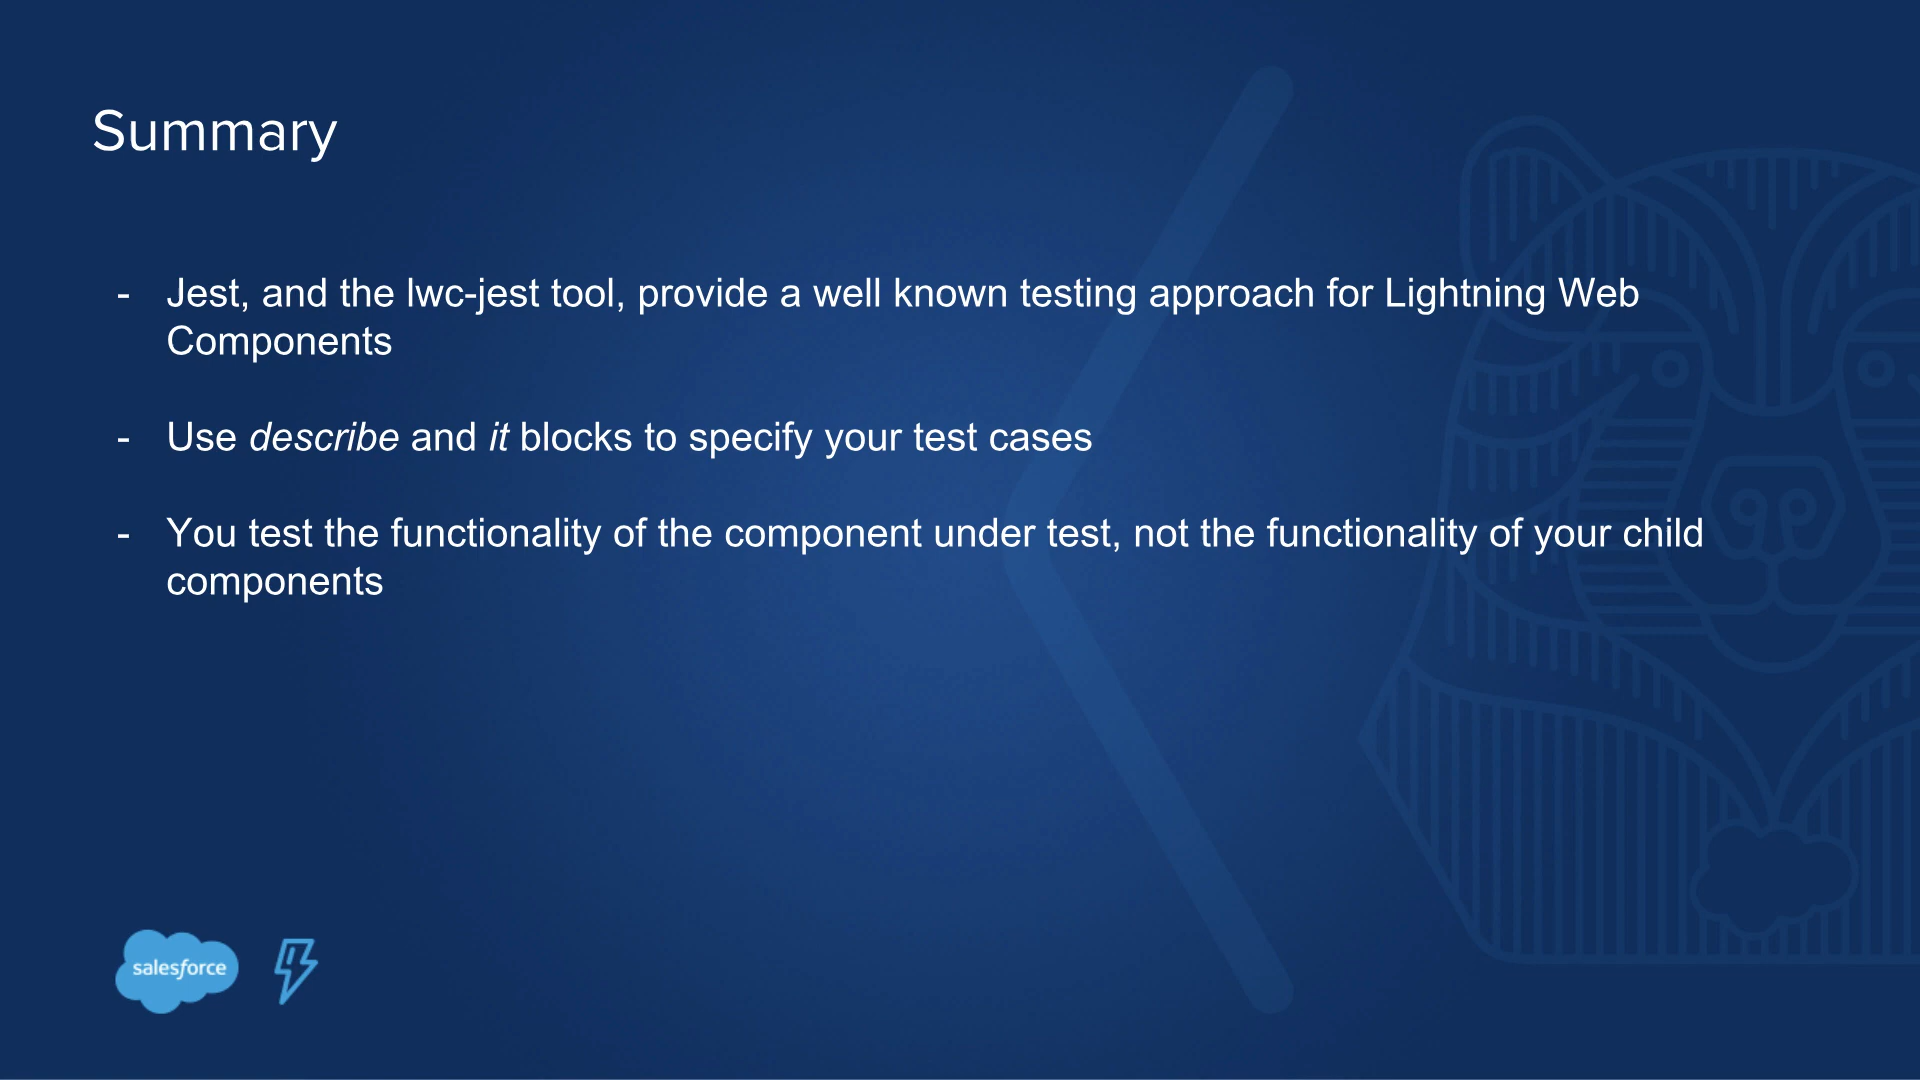 Summary
- Jest, and the lwc-jest tool, provide a well known testing approach for Lightning Web
Components
- Use describe and it blocks to specify your test cases
- You test the functionality of the component under test, not the functionality of your child
components
salesforce